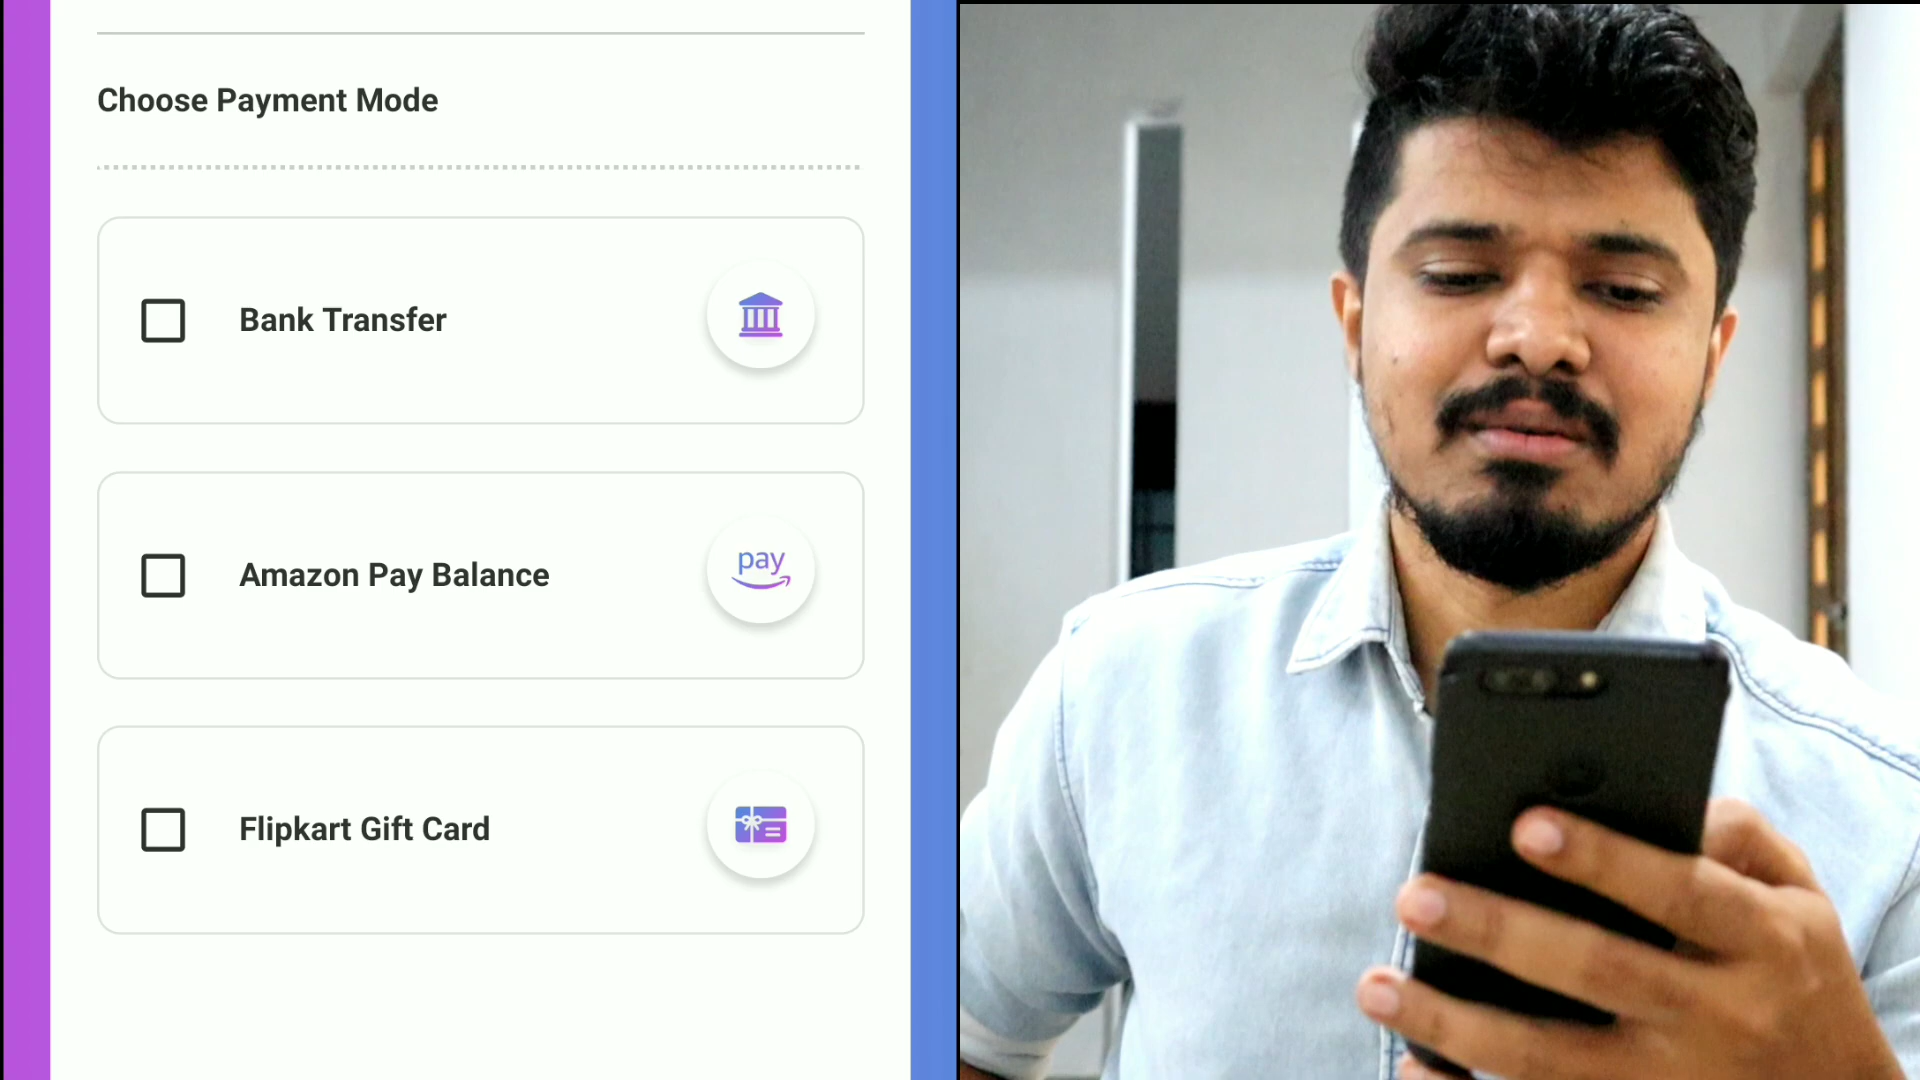 Choose Payment Mode
Bank Transfer
Amazon Pay Balance
pay
Flipkart Gift Card